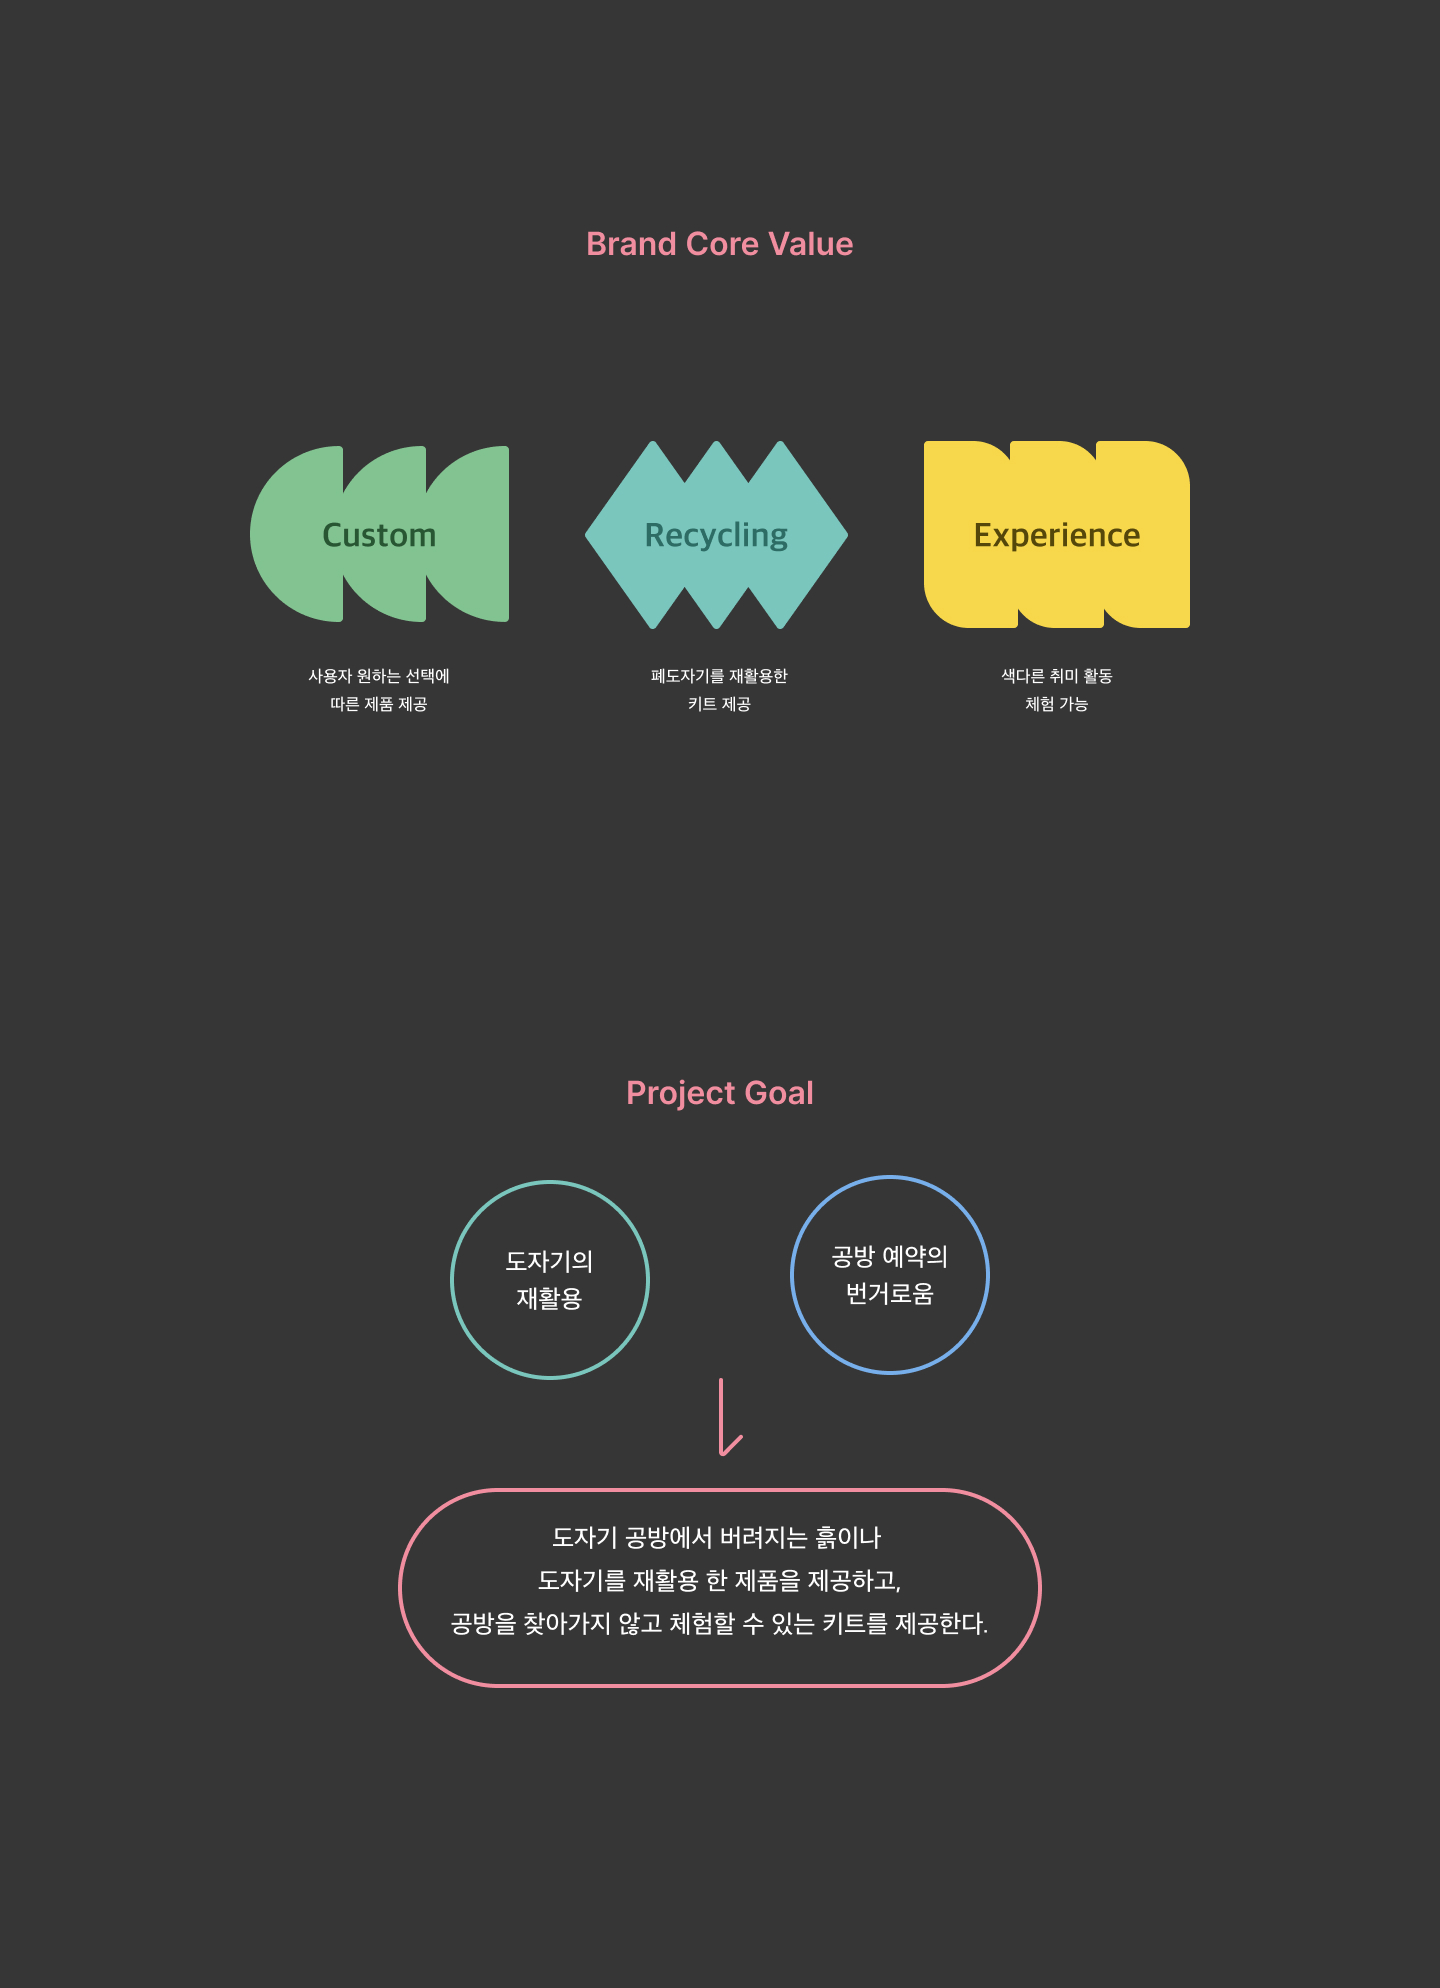 Brand Core Value
Custom
사용자 원하는 선택에
따른 제품 제공
Recycling
폐도자기를 재활용한
키트 제공
Experience
색다른 취미 활동
체험 가능
Project Goal
도자기의
재활용
공방 예약의
번거로움
도자기 공방에서 버려지는 흙이나
도자기를 재활용 한 제품을 제공하고,
공방을 찾아가지 않고 체험할 수 있는 키트를 제공한다.